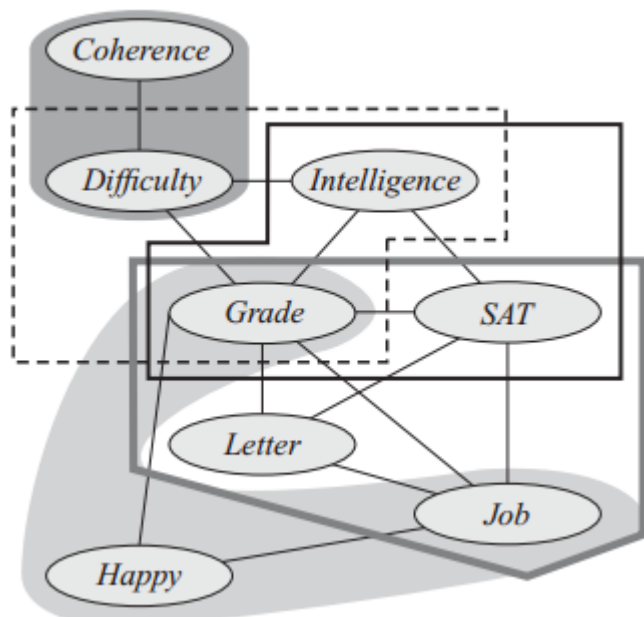 Coherence
Difficulty
Intelligence
Grade
SAT
Letter
Job
Happy